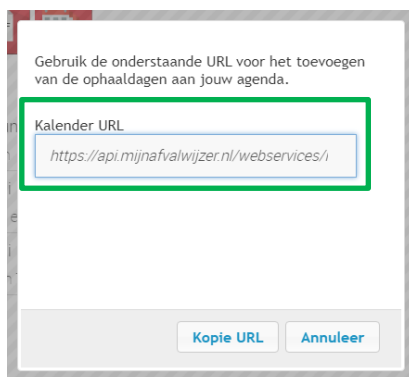 Gebruik de onderstaande URL voor het toevoegen
van de ophaaldagen aan jouw agenda.
Kalender URL
https://api.mijnafvalwijzer.nl/webservices/
Kopie URL Annuleer